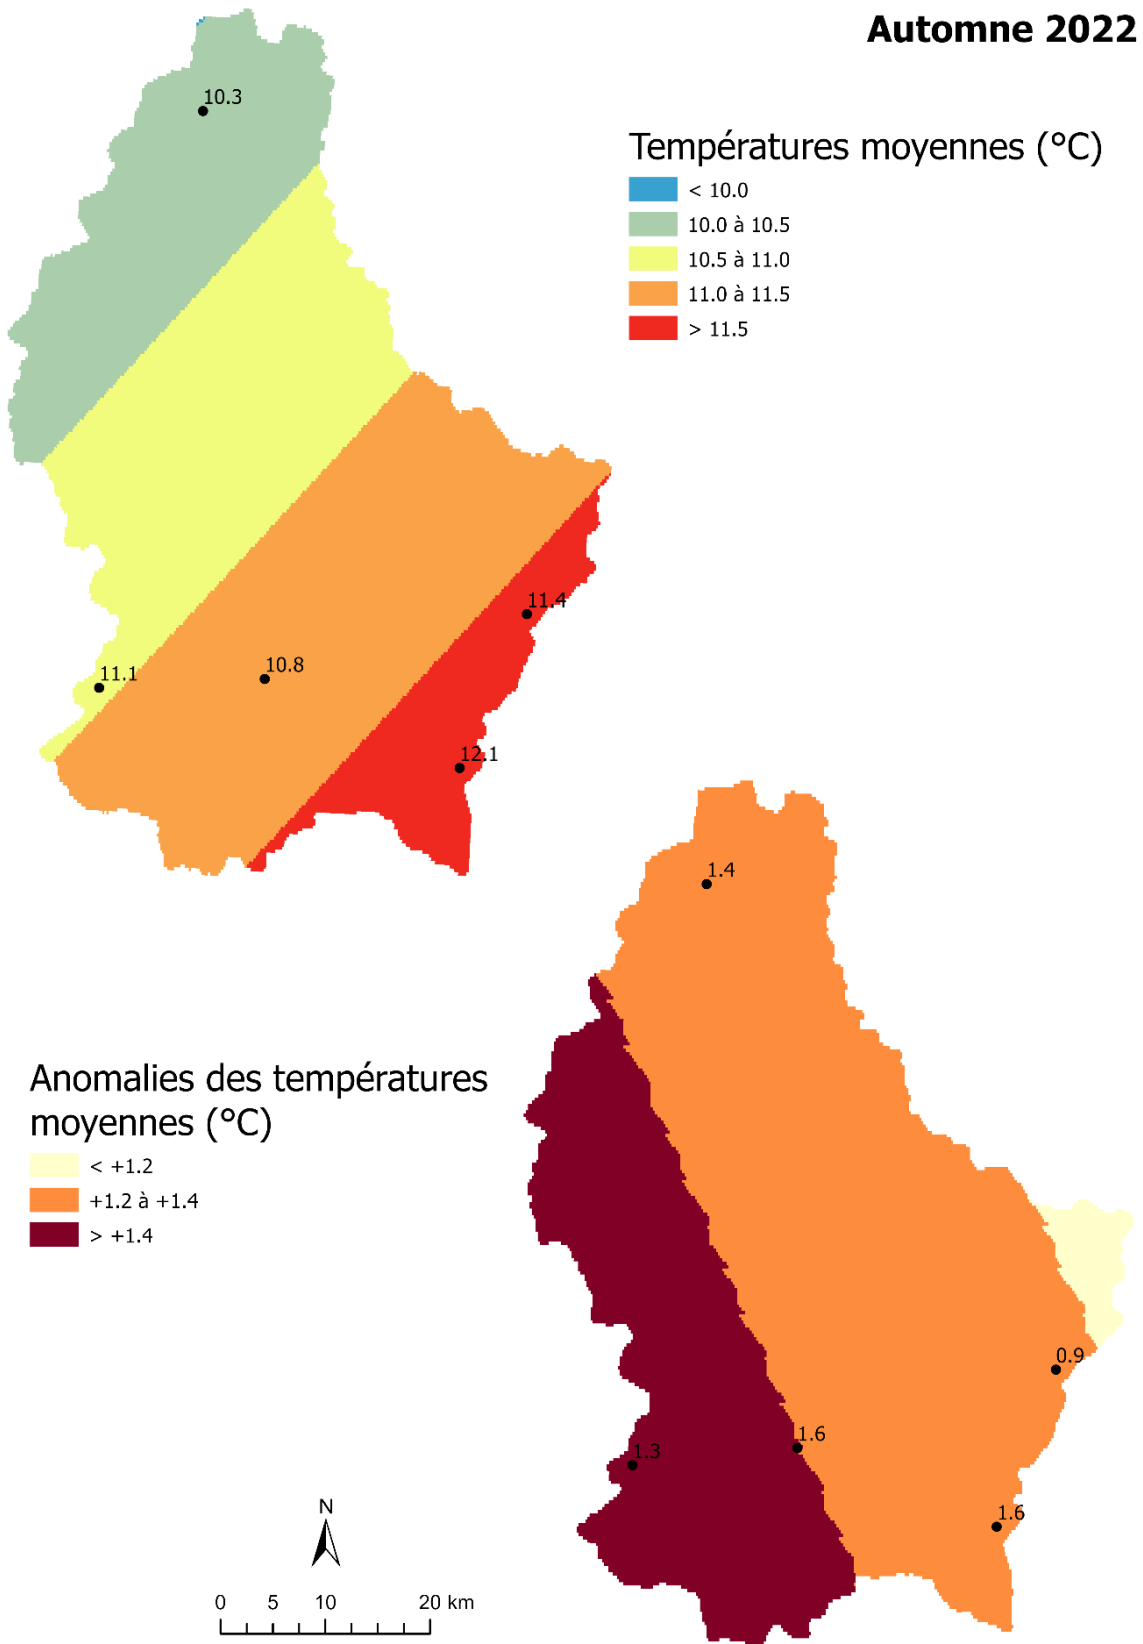 Automne 2022
10.3
Températures moyennes (°C)
< 10.0
10.0 à 10.5
10.5 à 11.0
11.0 à 11.5
> 11.5
11.4
11.1
10.8
12.1
1.4
Anomalies des températures
moyennes (°C)
< +1.2
+1.2 à +1.4
> +1.4
0.9
1.6
1.3
1.6
N
0 5 10 20 km